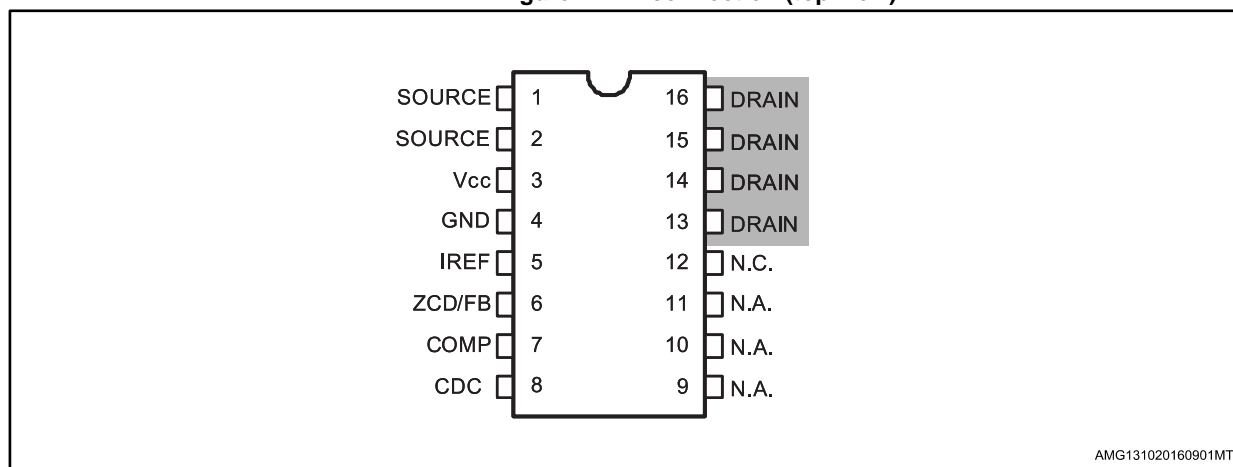 SOURCE 1 16 DRAIN
SOURCE 2 15 DRAIN
Vcc 3 14 DRAIN
GND 4 13 DRAIN
IREF 5 12 N.C.
ZCD/FB 6 11 N.A.
COMP 7 10 N.A.
CDC 8 9 N.A.
AMG131020160901MT